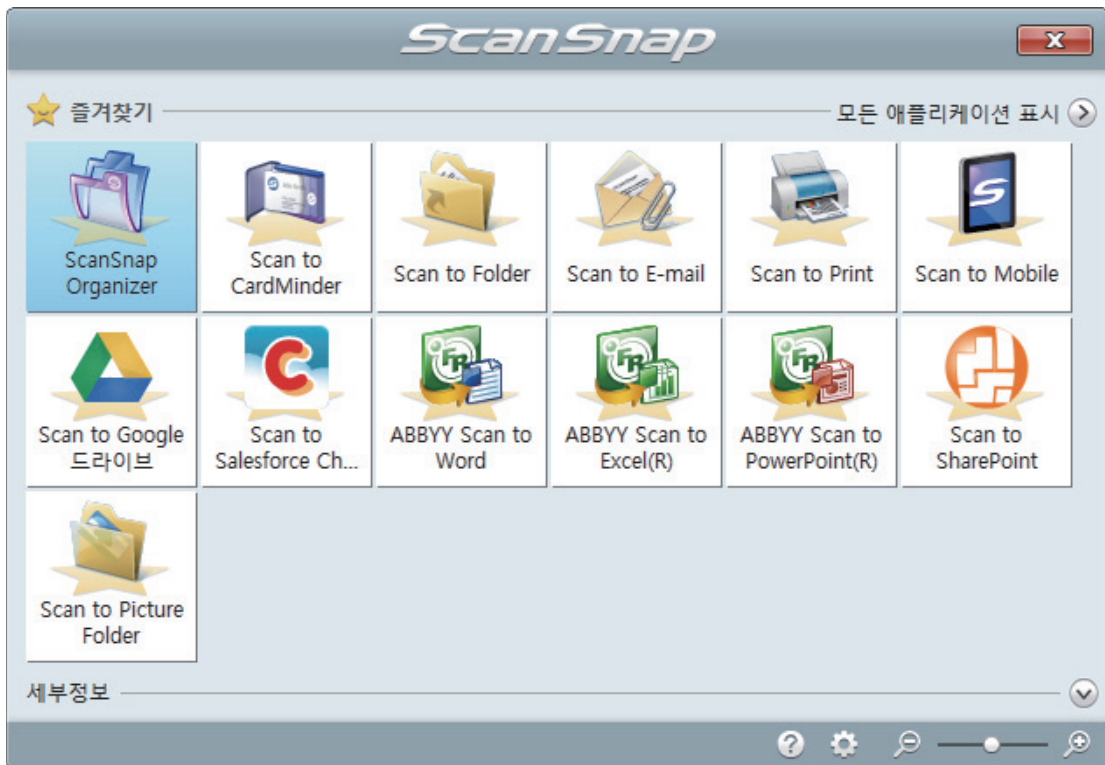 ScanSnap
X
즐겨찾기
모든 애플리케이션 표시
ScanSnap
Organizer
Scan to
CardMinder
Scan to Folder
Scan to E-mail
Scan to Print
Scan to Mobile
Scan to Google
드라이브
Scan to
Salesforce Ch...
ABBYY Scan to
Word
ABBYY Scan to
Excel(R)
ABBYY Scan to
PowerPoint(R)
Scan to
SharePoint
Scan to Picture
Folder
세부정보